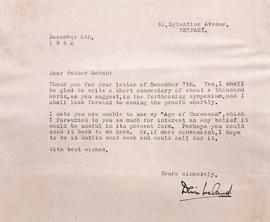 62, Eglantine Avenue,
BELFAST.
December 8th,
1942
Dear Father Senan:
Thank you for your letter of December 7th. Yes, I shall
be glad to write a short commentary of about a thousand
words, as you suggest, in the forthcoming symposium, and I
shall look forward to seeing the proofs shortly.
I note you are unable to use my "Age of Unreason", which
I forwarded to you as much for interest as any belief it
would be useful in its present form. Perhaps you could
send it back to me here. Or, if more convenient, I hope
to be in Dublin next week and could call for it.
With best wishes,
Yours sincerely,
Denis Ireland